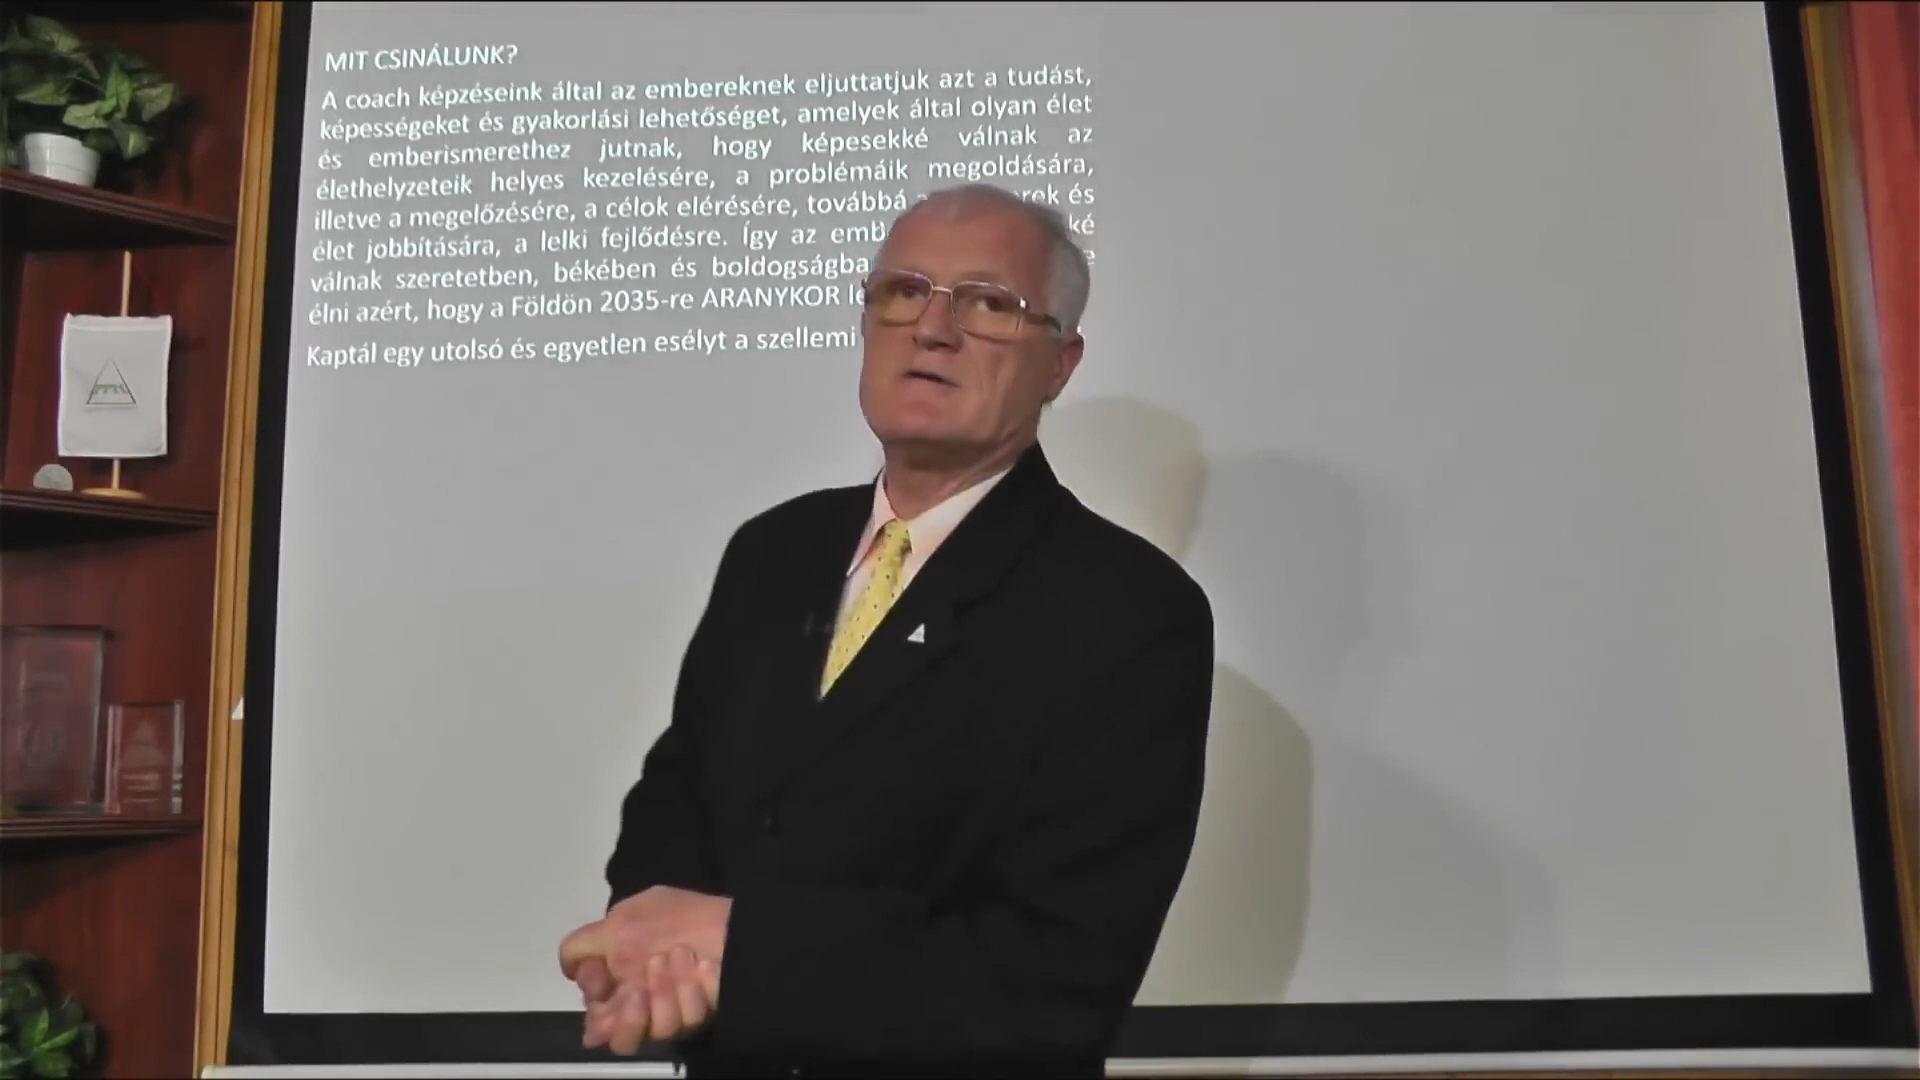 MIT CSINÁLUNK?
A coach képzéseink által az embereknek eljuttatjuk azt a tudást,
képességeket és gyakorlási lehetőséget, amelyek által olyan élet
és emberismerethez jutnak, hogy képesekké válnak az
élethelyzeteik helyes kezelésére, a problémáik megoldására,
illetve a megelőzésére, a célok elérésére, továbbá és
élet jobbítására, a lelki fejlődésre. Így az
válnak szeretetben, békében és
élni azért, hogy a Földön 2035-re ARANYKOR
Kaptál egy utolsó és egyetlen esélyt a szellemi